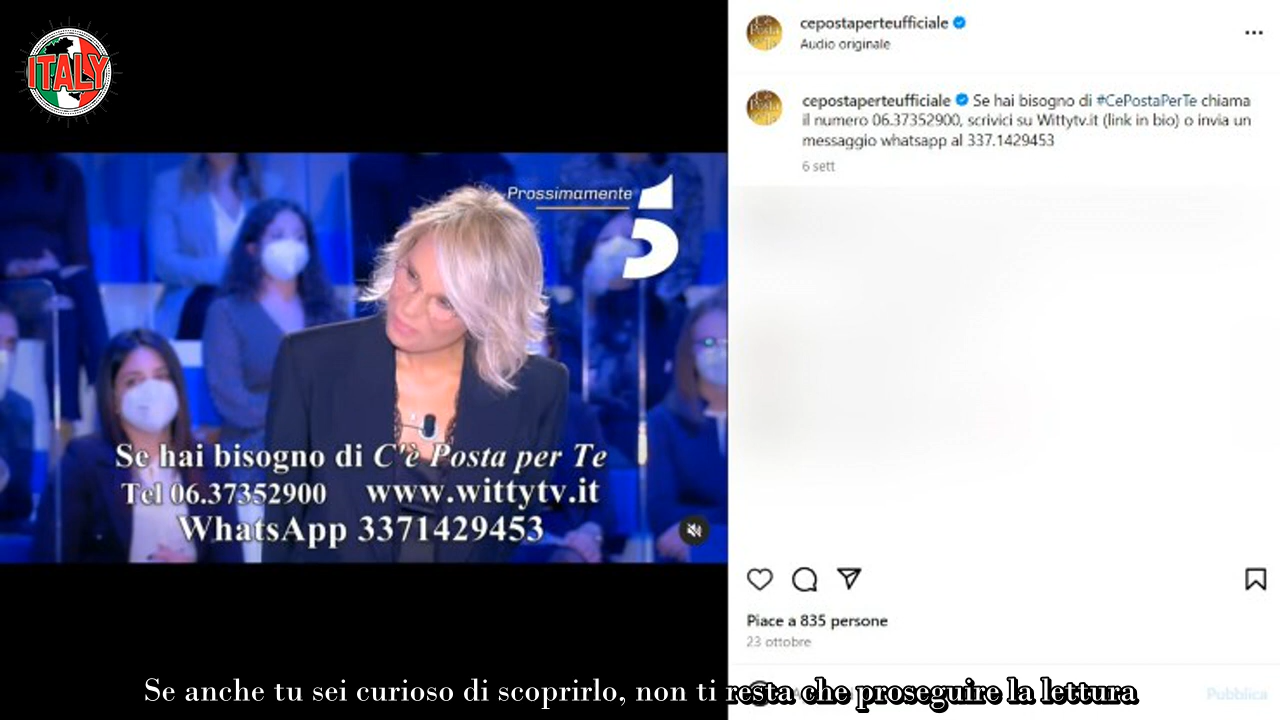 ITALY
Prossimamente
5
Se hai bisogno di C'è Posta per Te
Tel 06.37352900 www.wittytv.it
WhatsApp 3371429453
cepostaperteufficiale
Audio originale
cepostaperteufficiale Se hai bisogno di #CePostaPerTe chiama
il numero 06.37352900, scrivici su Wittytv.it (link in bio) o invia un
messaggio whatsapp al 337.1429453
6 sett
Piace a 835 persone
23 ottobre
Pubblica
Se anche tu sei curioso di scoprirlo, non ti resta che proseguire la lettura